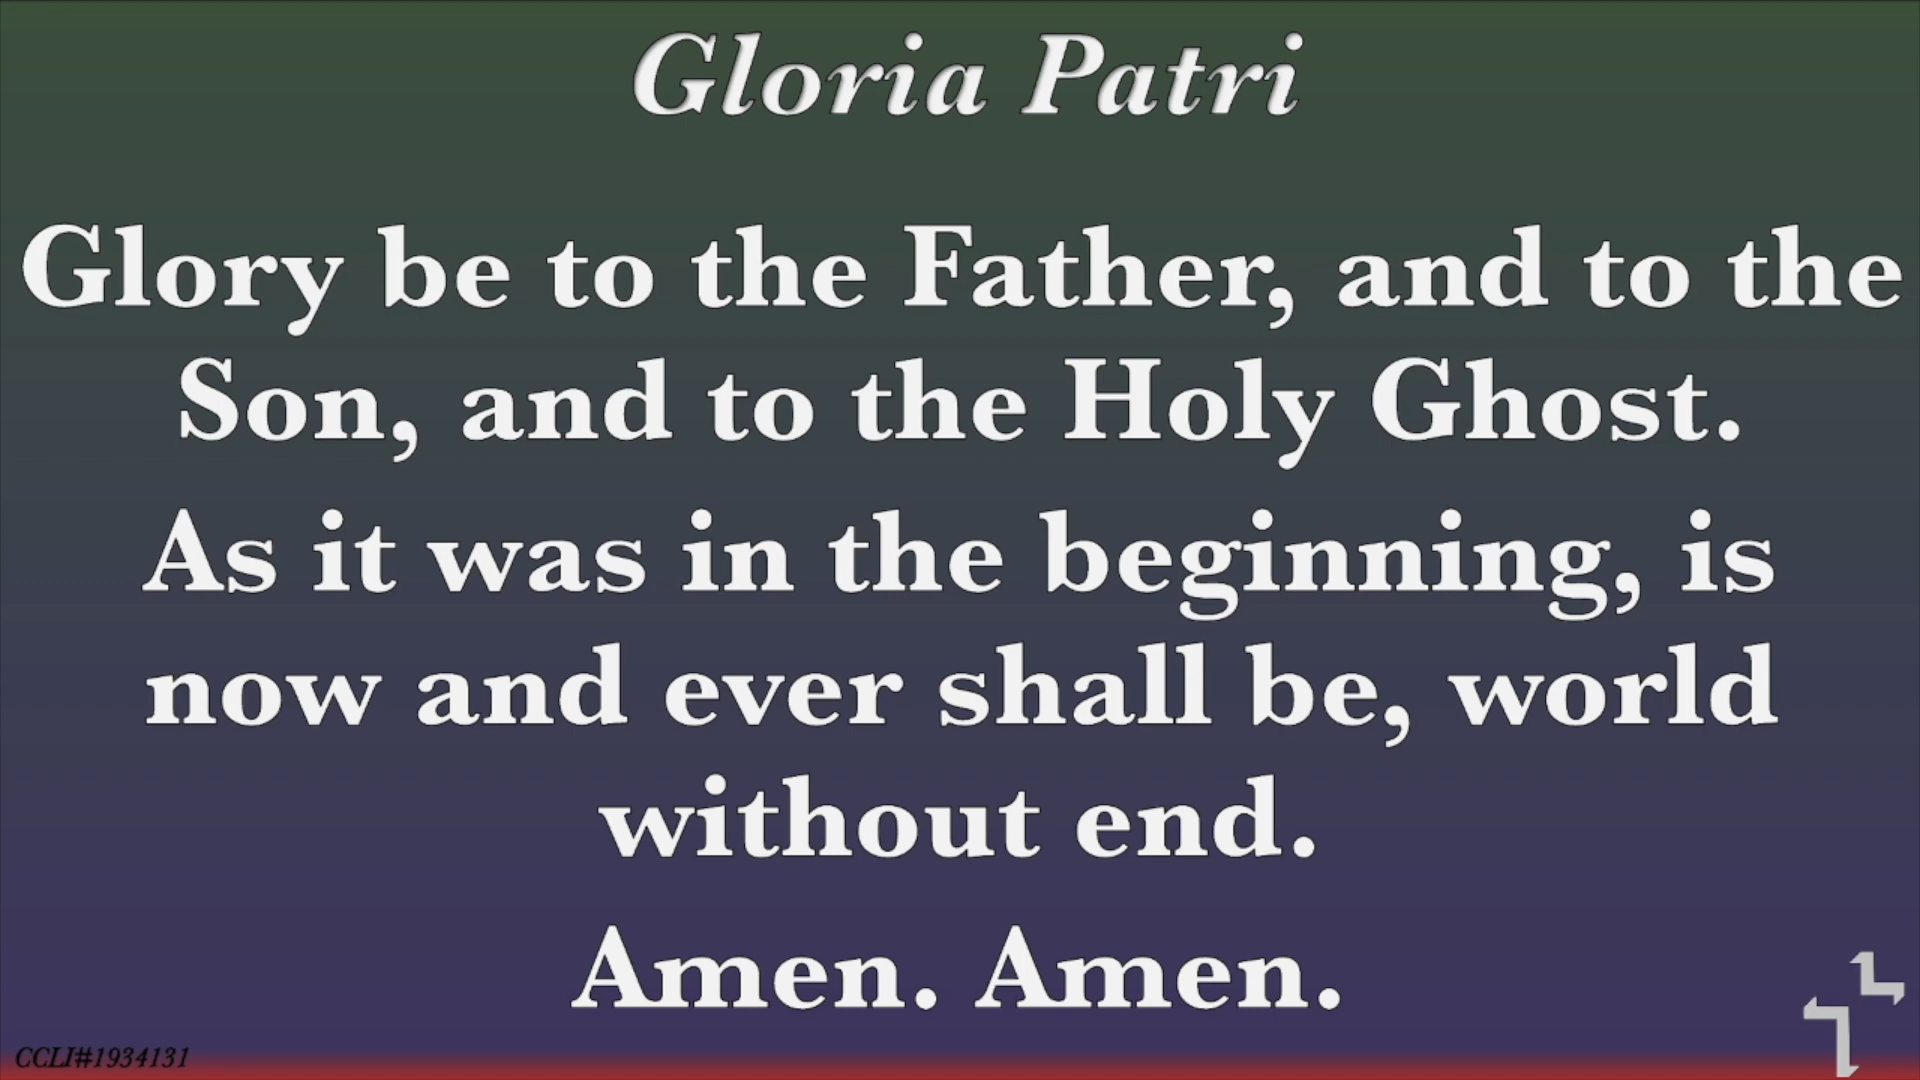 Gloria Patri
Glory be to the Father, and to the
Son, and to the Holy Ghost.
As it was in the beginning, is
now and ever shall be, world
without end.
Amen. Amen.
CCLI#1934131